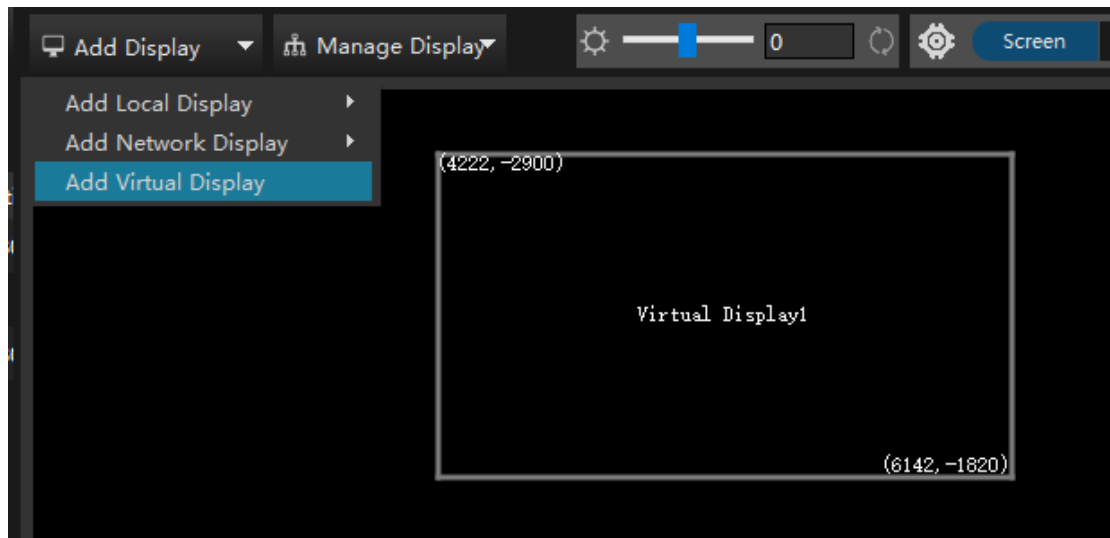 Add Display
Manage Display
0
Screen
Add Local Display
Add Network Display
Add Virtual Display
(4222,-2900)
Virtual Display1
(6142,-1820)